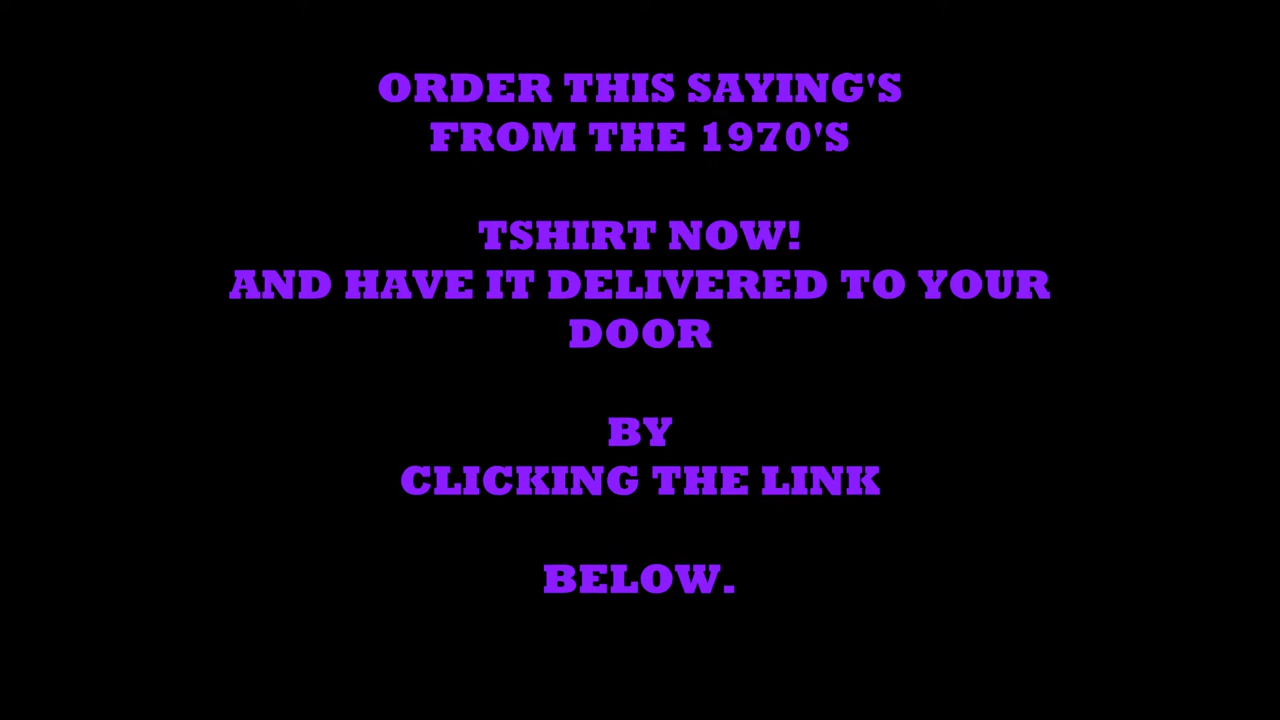 ORDER THIS SAYING'S
FROM THE 1970'S
TSHIRT NOW!
AND HAVE IT DELIVERED TO YOUR
DOOR
BY
CLICKING THE LINK
BELOW.